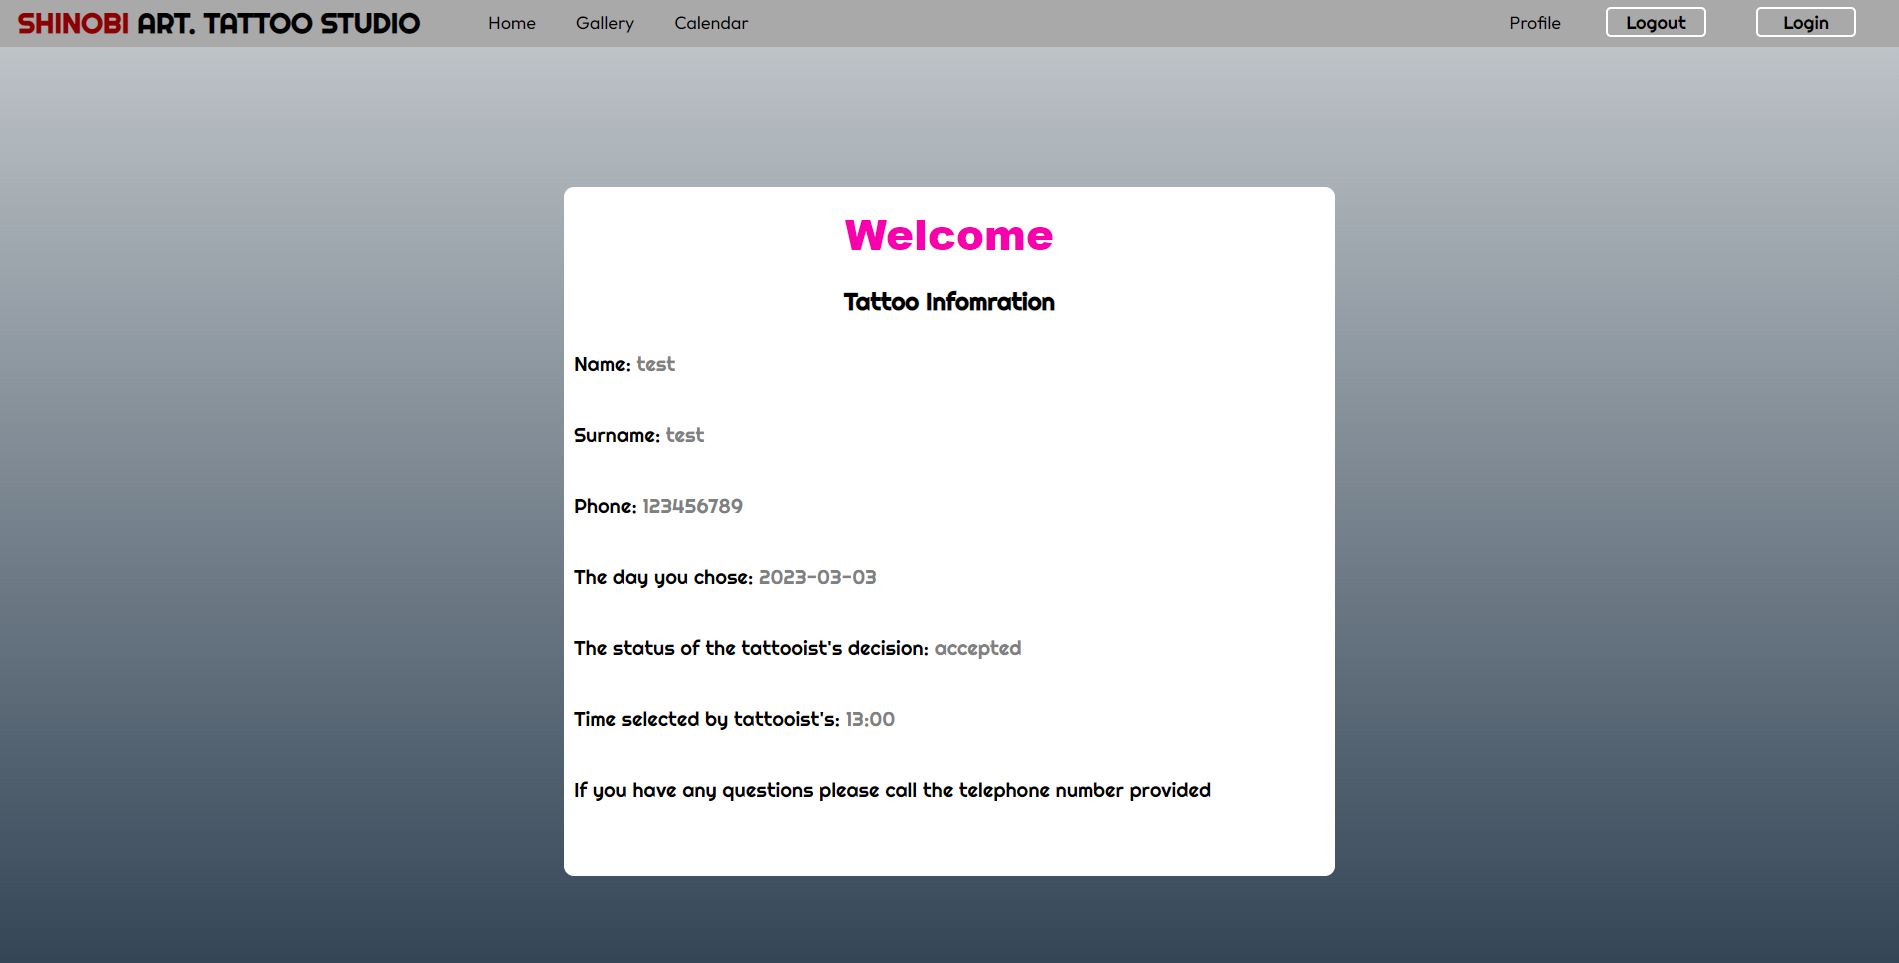 SHINOBI ART. TATTOO STUDIO Home Gallery Calendar Profile Logout Login
Welcome
Tattoo Infomration
Name: test
Surname: test
Phone: 123456789
The day you chose: 2023-03-03
The status of the tattooist's decision: accepted
Time selected by tattooist's: 13:00
If you have any questions please call the telephone number provided